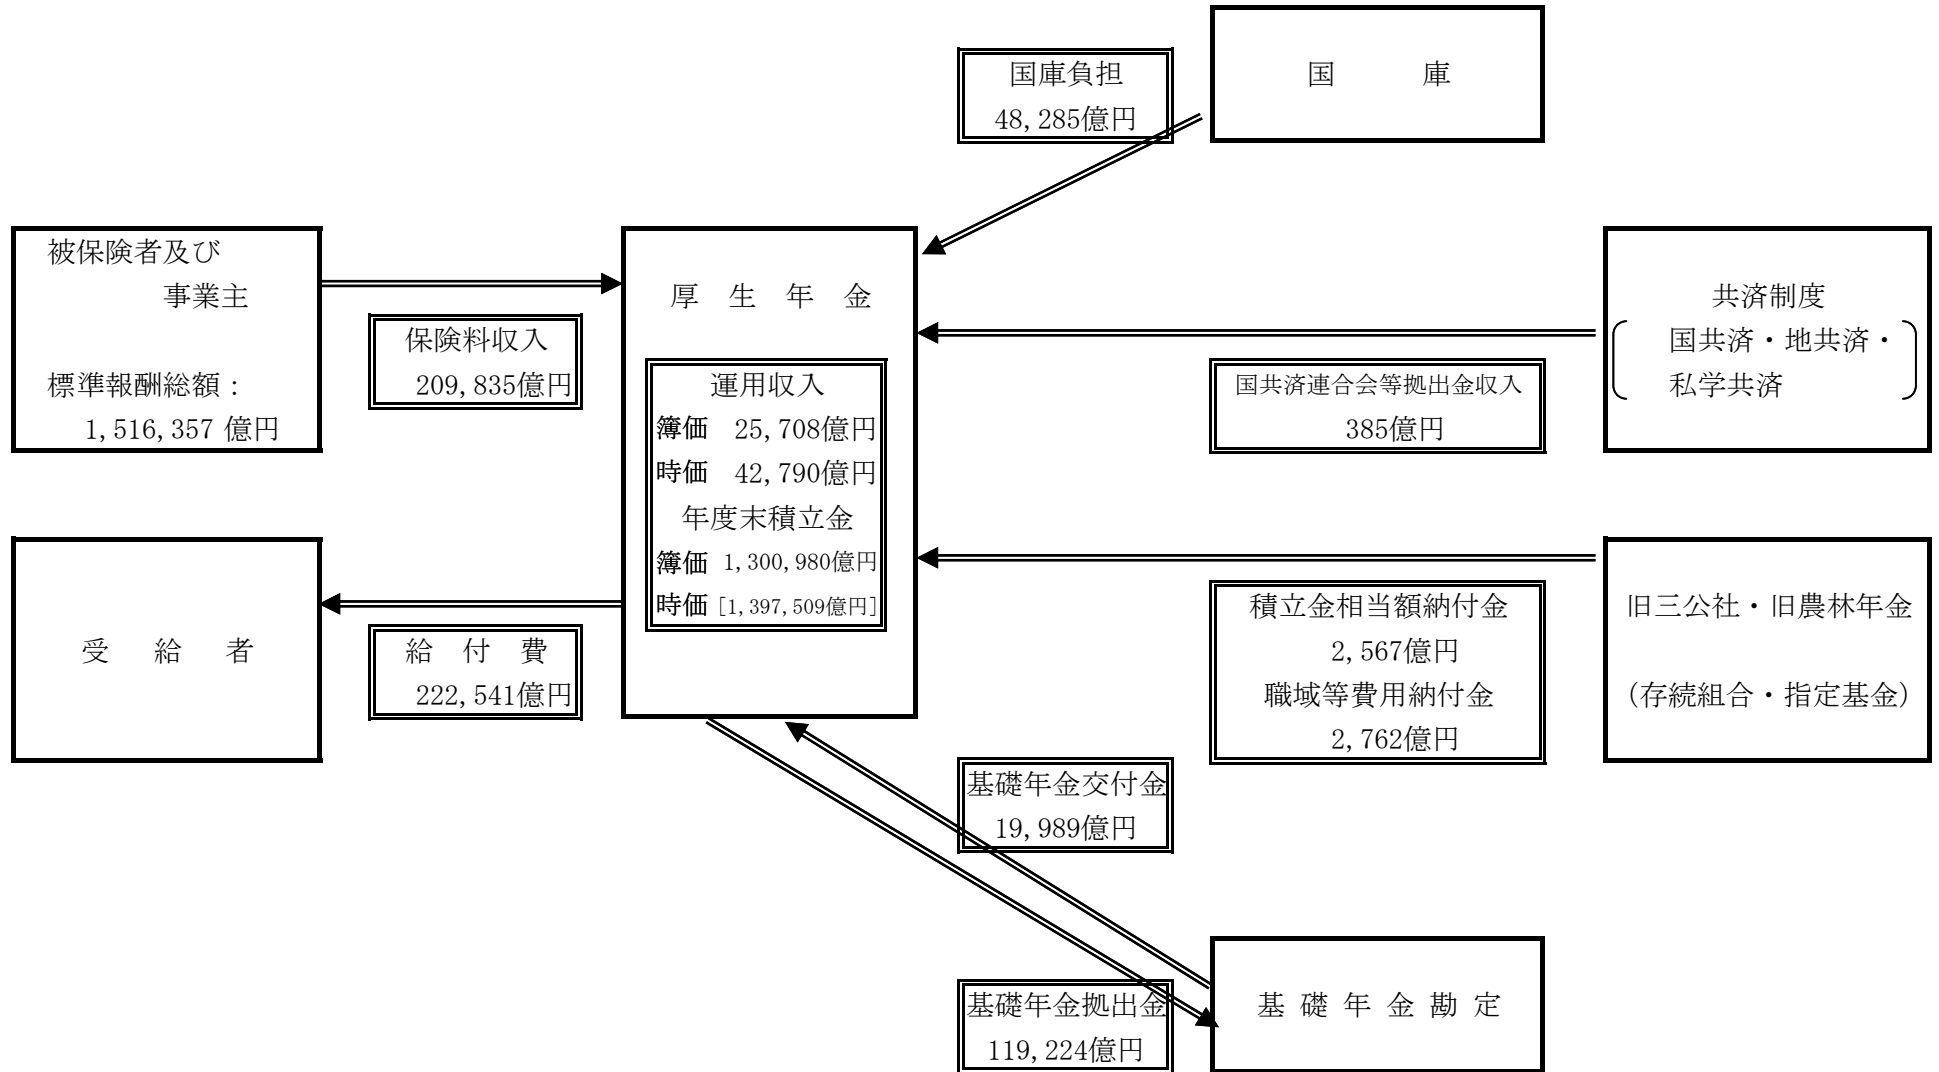 国庫負担
48,285億円
国　　　庫
被保険者及び
事業主
標準報酬総額：
1,516,357 億円
保険料収入
209,835億円
厚　生　年　金
運用収入
簿価　25,708億円
時価　42,790億円
年度末積立金
簿価 1,300,980億円
時価［1,397,509億円］
共済制度
国共済・地共済・
私学共済
国共済連合会等拠出金収入
385億円
受　給　者
給　付　費
222,541億円
積立金相当額納付金
2,567億円
職域等費用納付金
2,762億円
旧三公社・旧農林年金
(存続組合・指定基金)
基礎年金交付金
19,989億円
基礎年金拠出金
119,224億円
基 礎 年 金 勘 定